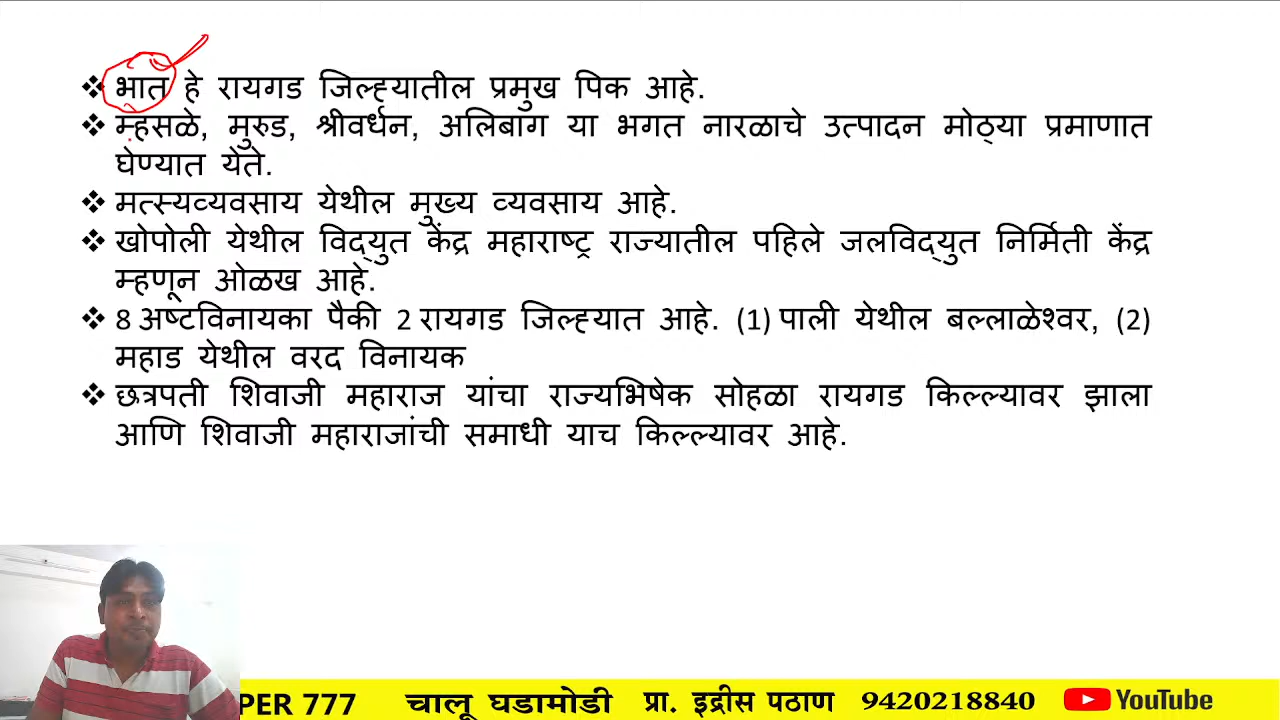 ❖ भात हे रायगड जिल्ह्यातील प्रमुख पिक आहे.
❖ म्हसळे, मुरुड, श्रीवर्धन, अलिबाग या भगत नारळाचे उत्पादन मोठ्या प्रमाणात
घेण्यात येते.
❖ मत्स्यव्यवसाय येथील मुख्य व्यवसाय आहे.
❖ खोपोली येथील विद्युत केंद्र महाराष्ट्र राज्यातील पहिले जलविद्युत निर्मिती केंद्र
म्हणून ओळख आहे.
❖ 8 अष्टविनायका पैकी 2 रायगड जिल्ह्यात आहे. (1) पाली येथील बल्लाळेश्वर, (2)
महाड येथील वरद विनायक
❖ छत्रपती शिवाजी महाराज यांचा राज्यभिषेक सोहळा रायगड किल्ल्यावर झाला
आणि शिवाजी महाराजांची समाधी याच किल्ल्यावर आहे.
PER 777 चालू घडामोडी प्रा. इद्रीस पठाण 9420218840 YouTube